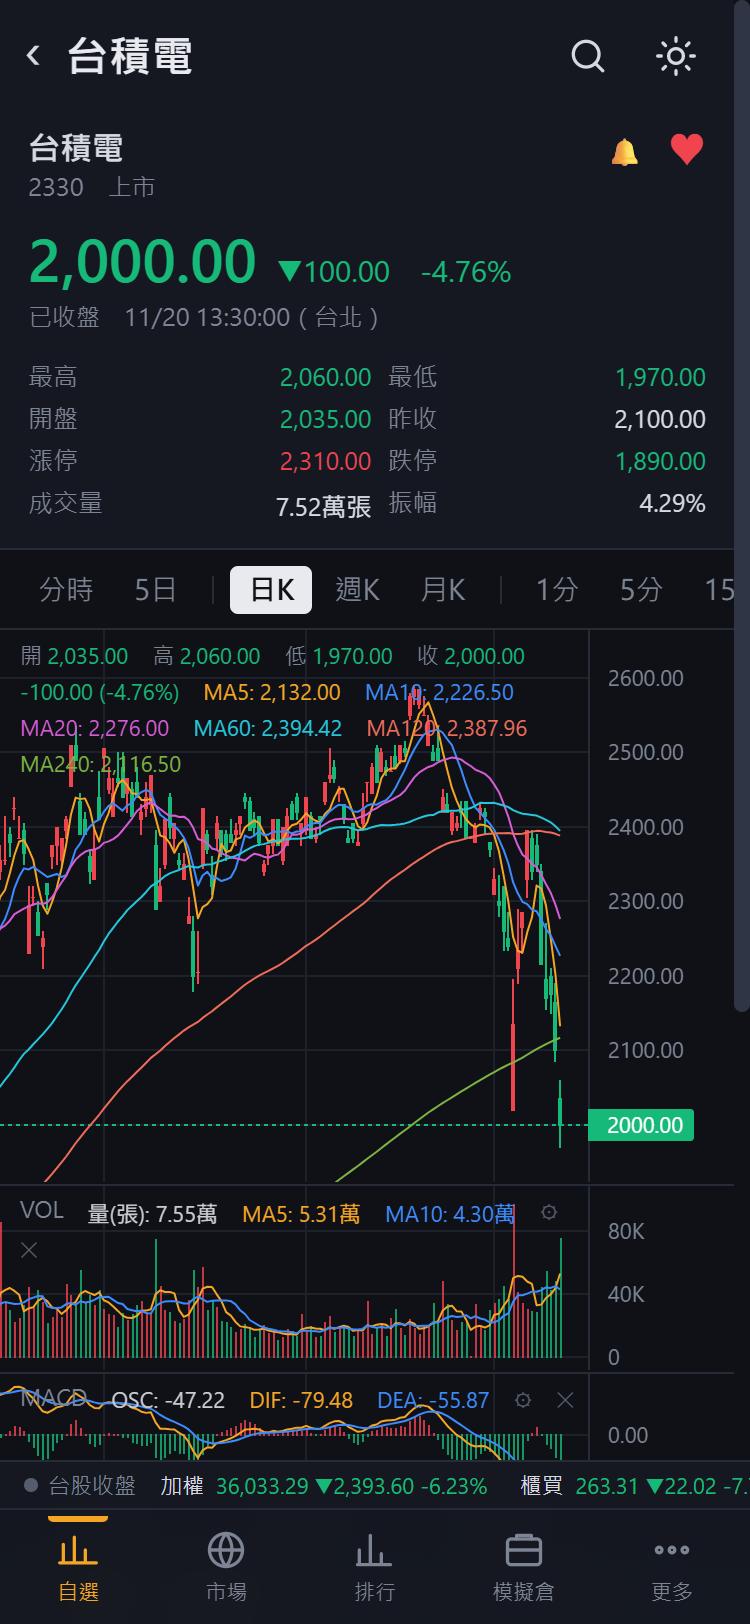 台積電
台積電
2330 上市
2,000.00 ▼100.00 -4.76%
已收盤 11/20 13:30:00 ( 台北 )
最高 2,060.00 最低 1,970.00
開盤 2,035.00 昨收 2,100.00
漲停 2,310.00 跌停 1,890.00
成交量 7.52萬張 振幅 4.29%
分時 5日 日K 週K 月K 1分 5分 15
開 2,035.00 高 2,060.00 低 1,970.00 收 2,000.00
-100.00 (-4.76%) MA5: 2,132.00 MA10: 2,226.50
MA20: 2,276.00 MA60: 2,394.42 MA120: 2,387.96
MA240: 2,116.50
2600.00
2500.00
2400.00
2300.00
2200.00
2100.00
2000.00
VOL 量(張): 7.55萬 MA5: 5.31萬 MA10: 4.30萬
80K
40K
0
MACD OSC: -47.22 DIF: -79.48 DEA: -55.87
0.00
台股收盤 加權 36,033.29 ▼2,393.60 -6.23% 櫃買 263.31 ▼22.02 -7.
自選 市場 排行 模擬倉 更多